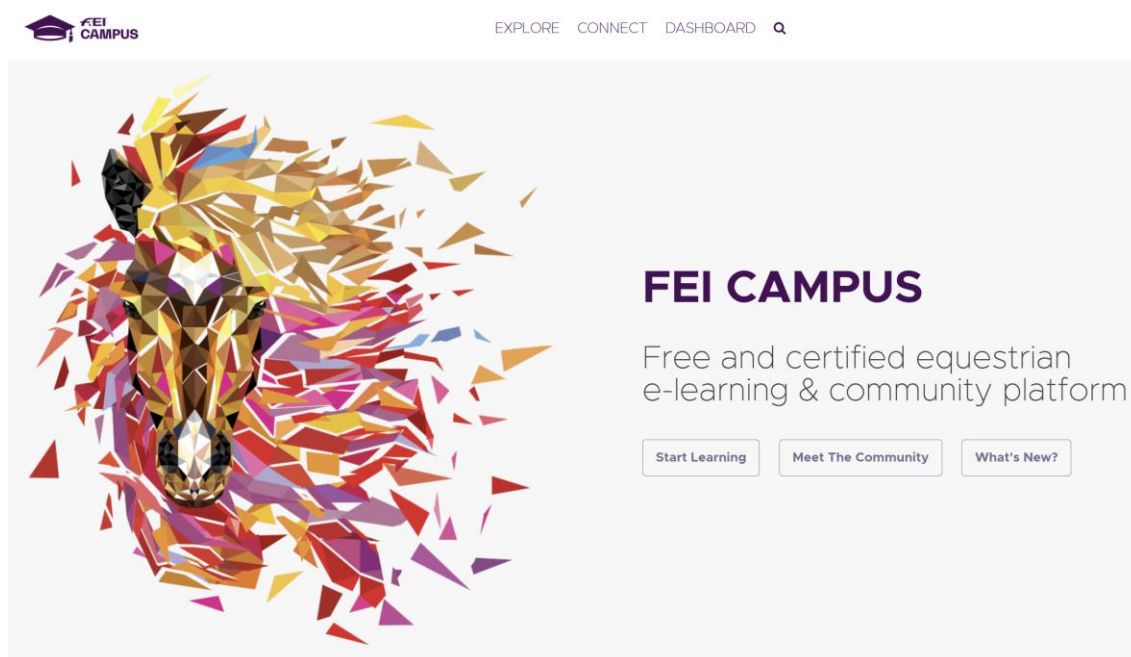 FEI
CAMPUS
EXPLORE CONNECT DASHBOARD
FEI CAMPUS
Free and certified equestrian
e-learning & community platform
Start Learning Meet The Community What's New?